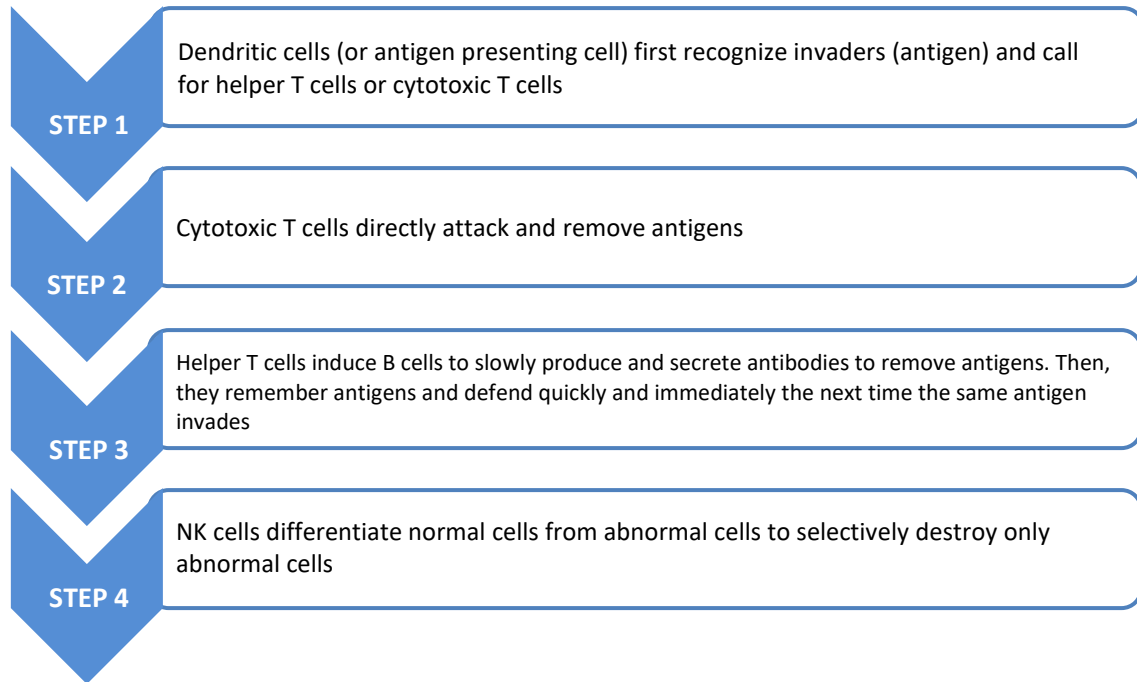 Dendritic cells (or antigen presenting cell) first recognize invaders (antigen) and call
for helper T cells or cytotoxic T cells
STEP 1
Cytotoxic T cells directly attack and remove antigens
STEP 2
Helper T cells induce B cells to slowly produce and secrete antibodies to remove antigens. Then,
they remember antigens and defend quickly and immediately the next time the same antigen
invades
STEP 3
NK cells differentiate normal cells from abnormal cells to selectively destroy only
abnormal cells
STEP 4